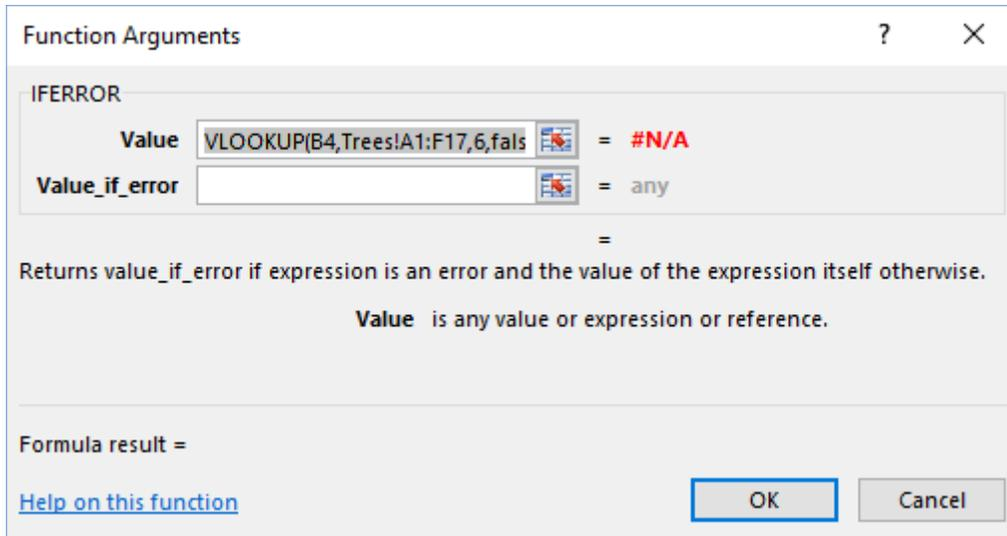 Function Arguments ? ×
IFERROR
Value VLOOKUP(B4,Trees!A1:F17,6,fals = #N/A
Value_if_error = any
=
Returns value_if_error if expression is an error and the value of the expression itself otherwise.
Value is any value or expression or reference.
Formula result =
Help on this function OK Cancel